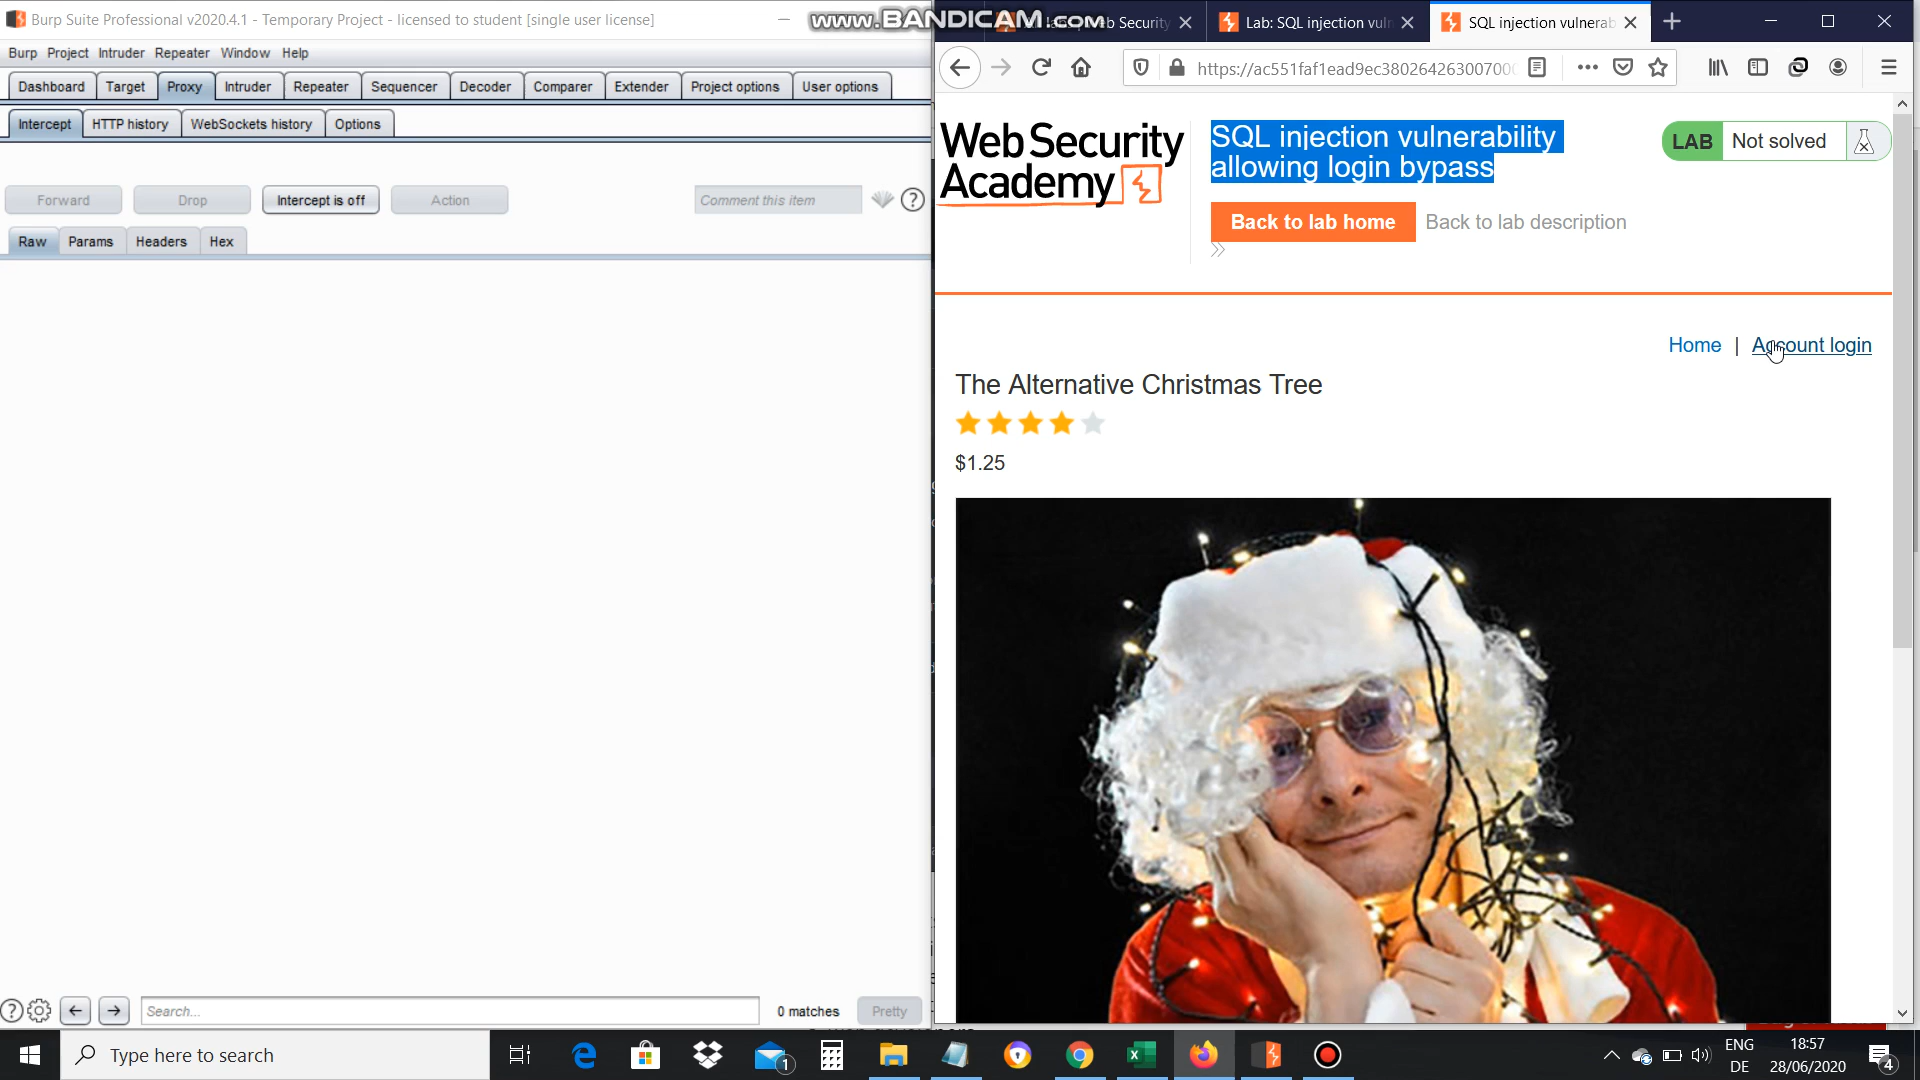 Burp Suite Professional v2020.4.1 - Temporary Project - licensed to student [single user license]
www.BANDICAM.com
Web Security
Lab: SQL injection vuln
SQL injection vulnerab
Burp Project Intruder Repeater Window Help
https://ac551faf1ead9ec38026426300700
Dashboard Target Proxy Intruder Repeater Sequencer Decoder Comparer Extender Project options User options
Intercept HTTP history WebSockets history Options
Forward Drop Intercept is off Action Comment this item ?
Raw Params Headers Hex
Web Security
Academy
SQL injection vulnerability
allowing login bypass
LAB Not solved
Back to lab home Back to lab description
Home | Account login
The Alternative Christmas Tree
$1.25
? Search... 0 matches Pretty
Type here to search
1
ENG 18:57
DE 28/06/2020
4